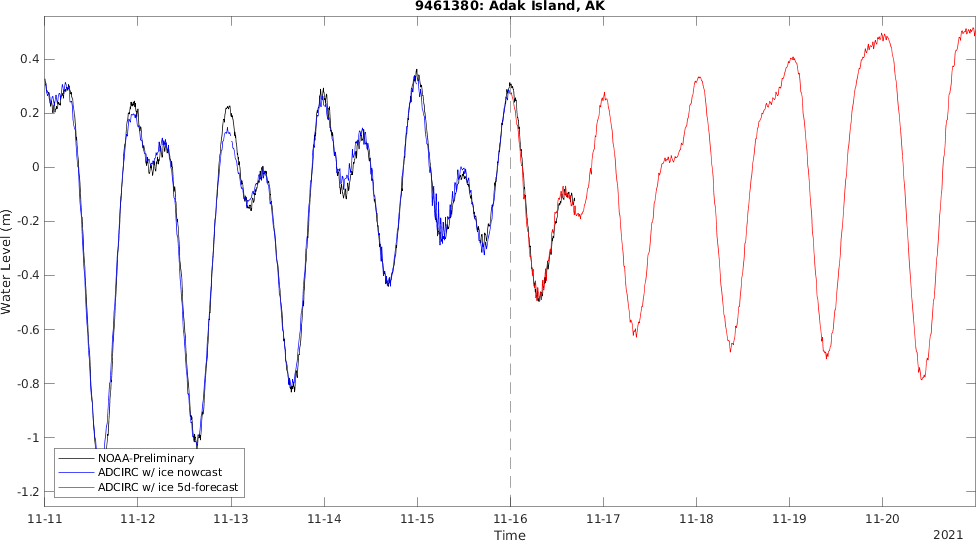 9461380: Adak Island, AK
Water Level (m)
0.4
0.2
0
-0.2
-0.4
-0.6
-0.8
-1
-1.2
NOAA-Preliminary
ADCIRC w/ ice nowcast
ADCIRC w/ ice 5d-forecast
11-11 11-12 11-13 11-14 11-15 11-16 11-17 11-18 11-19 11-20
Time
2021